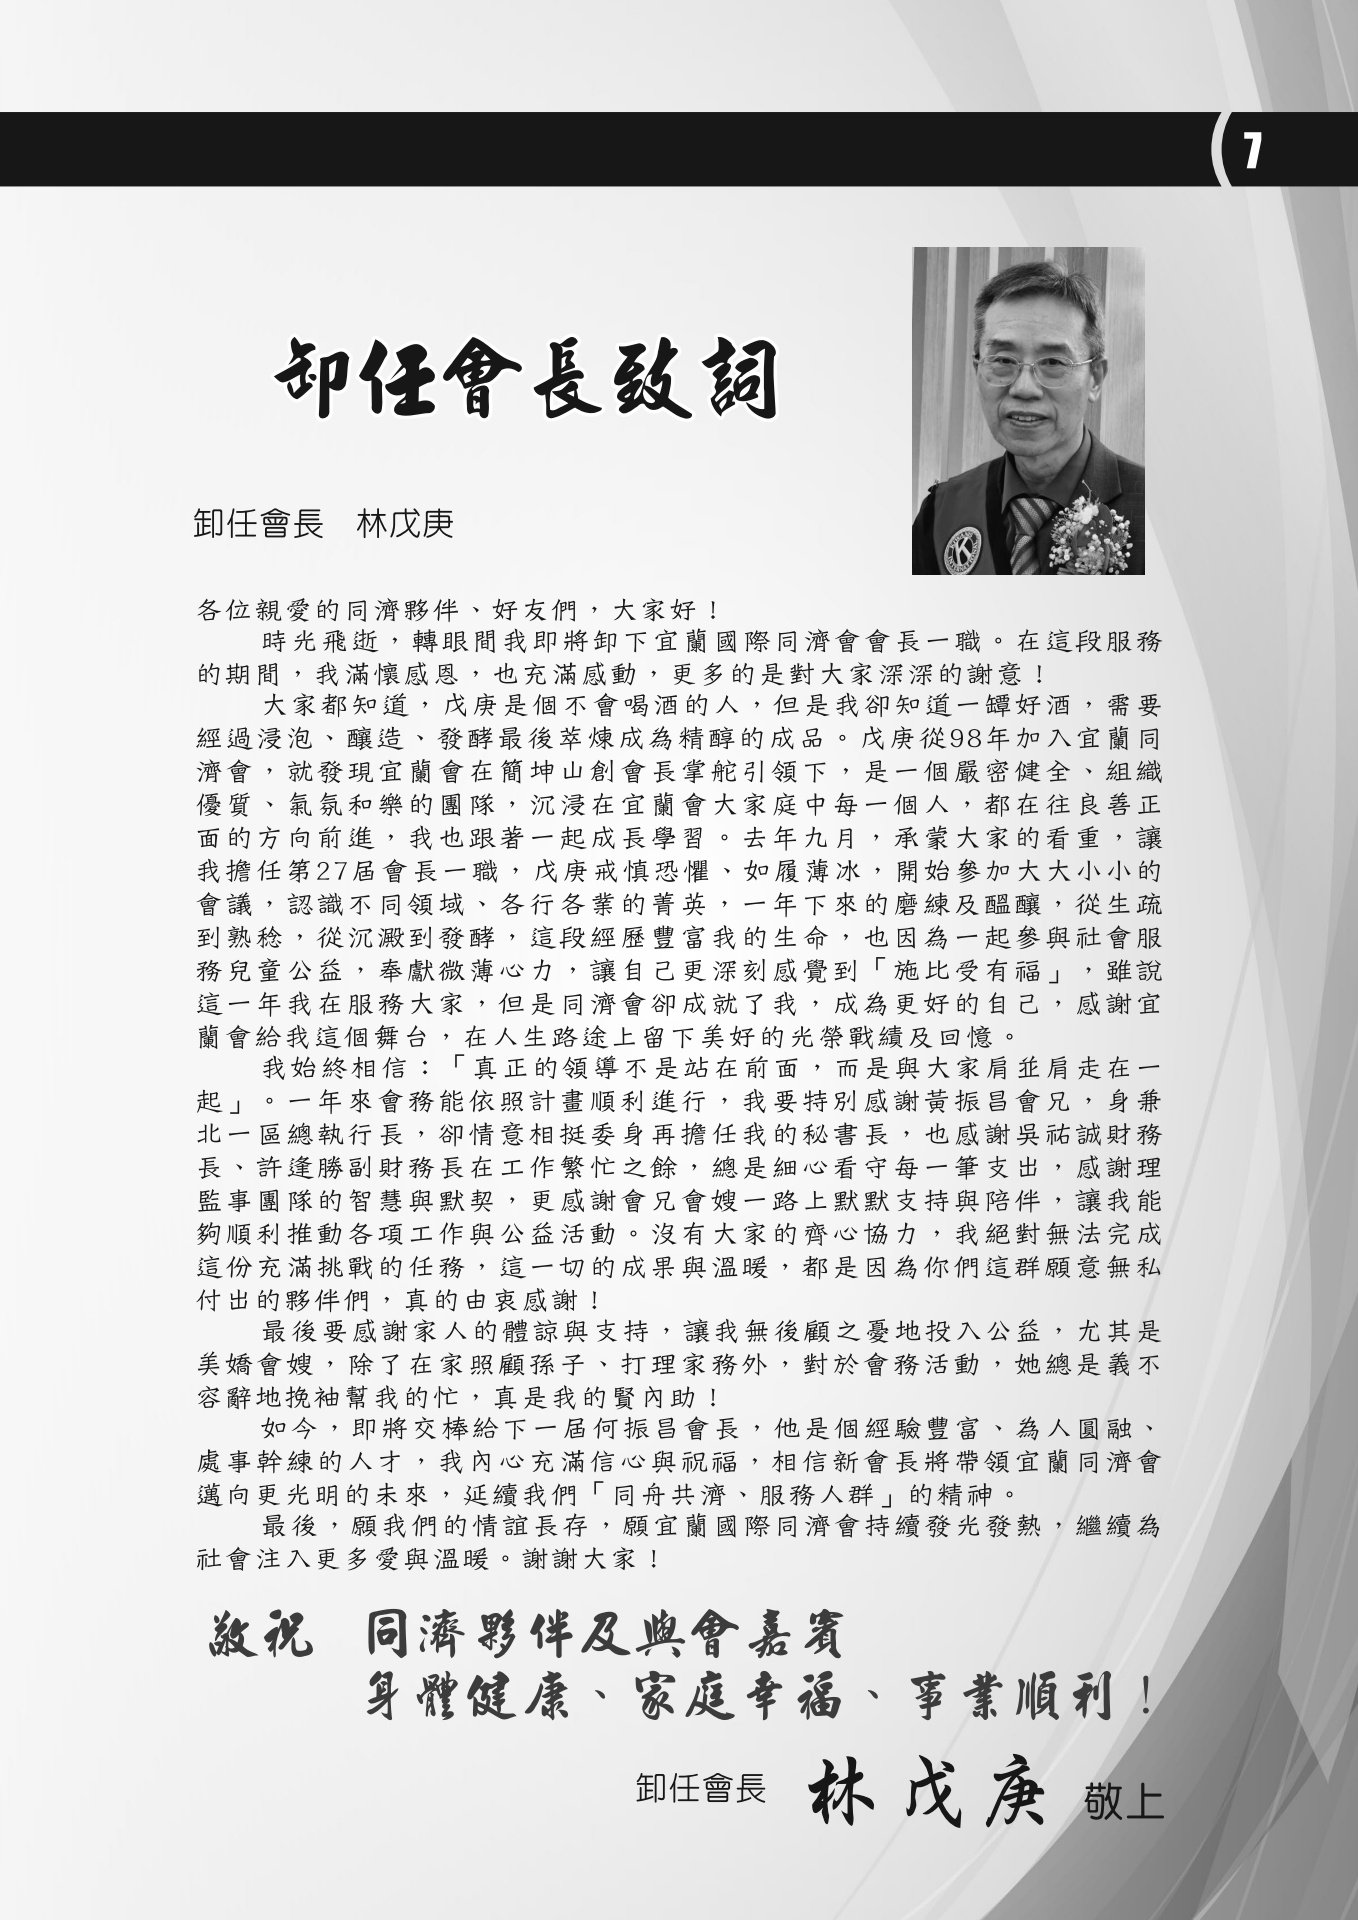 7
卸任會長致詞
卸任會長　林戊庚
各位親愛的同濟夥伴、好友們，大家好！
時光飛逝，轉眼間我即將卸下宜蘭國際同濟會會長一職。在這段服務
的期間，我滿懷感恩，也充滿感動，更多的是對大家深深的謝意！
大家都知道，戊庚是個不會喝酒的人，但是我卻知道一罈好酒，需要
經過浸泡、釀造、發酵最後萃煉成為精醇的成品。戊庚從98年加入宜蘭同
濟會，就發現宜蘭會在簡坤山創會長掌舵引領下，是一個嚴密健全、組織
優質、氣氛和樂的團隊，沉浸在宜蘭會大家庭中每一個人，都在往良善正
面的方向前進，我也跟著一起成長學習。去年九月，承蒙大家的看重，讓
我擔任第27屆會長一職，戊庚戒慎恐懼、如履薄冰，開始參加大大小小的
會議，認識不同領域、各行各業的菁英，一年下來的磨練及醞釀，從生疏
到熟稔，從沉澱到發酵，這段經歷豐富我的生命，也因為一起參與社會服
務兒童公益，奉獻微薄心力，讓自己更深刻感覺到「施比受有福」，雖說
這一年我在服務大家，但是同濟會卻成就了我，成為更好的自己，感謝宜
蘭會給我這個舞台，在人生路途上留下美好的光榮戰績及回憶。
我始終相信：「真正的領導不是站在前面，而是與大家肩並肩走在一
起」。一年來會務能依照計畫順利進行，我要特別感謝黃振昌會兄，身兼
北一區總執行長，卻情意相挺委身再擔任我的秘書長，也感謝吳祐誠財務
長、許逢勝副財務長在工作繁忙之餘，總是細心看守每一筆支出，感謝理
監事團隊的智慧與默契，更感謝會兄會嫂一路上默默支持與陪伴，讓我能
夠順利推動各項工作與公益活動。沒有大家的齊心協力，我絕對無法完成
這份充滿挑戰的任務，這一切的成果與溫暖，都是因為你們這群願意無私
付出的夥伴們，真的由衷感謝！
最後要感謝家人的體諒與支持，讓我無後顧之憂地投入公益，尤其是
美嬌會嫂，除了在家照顧孫子、打理家務外，對於會務活動，她總是義不
容辭地挽袖幫我的忙，真是我的賢內助！
如今，即將交棒給下一屆何振昌會長，他是個經驗豐富、為人圓融、
處事幹練的人才，我內心充滿信心與祝福，相信新會長將帶領宜蘭同濟會
邁向更光明的未來，延續我們「同舟共濟、服務人群」的精神。
最後，願我們的情誼長存，願宜蘭國際同濟會持續發光發熱，繼續為
社會注入更多愛與溫暖。謝謝大家！
敬祝　同濟夥伴及與會嘉賓
身體健康、家庭幸福、事業順利！
卸任會長　林戊庚　敬上